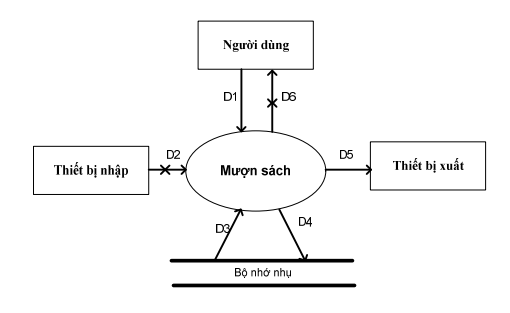 Người dùng
D1
D6
Thiết bị nhập
D2
Mượn sách
D5
Thiết bị xuất
D3
D4
Bộ nhớ nhụ